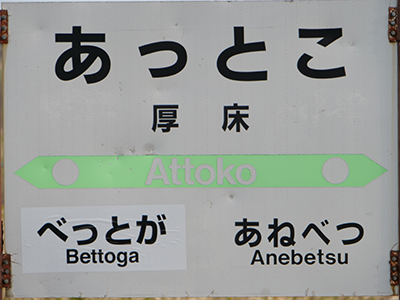 あっとこ
厚床
Attoko
べっとが
Bettoga
あねべつ
Anebetsu